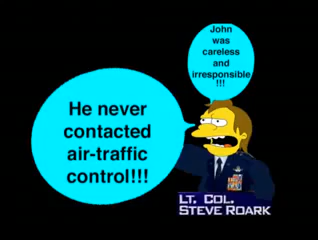 John
was
careless
and
irresponsible
!!!
He never
contacted
air-traffic
control!!!
LT. COL.
STEVE ROARK